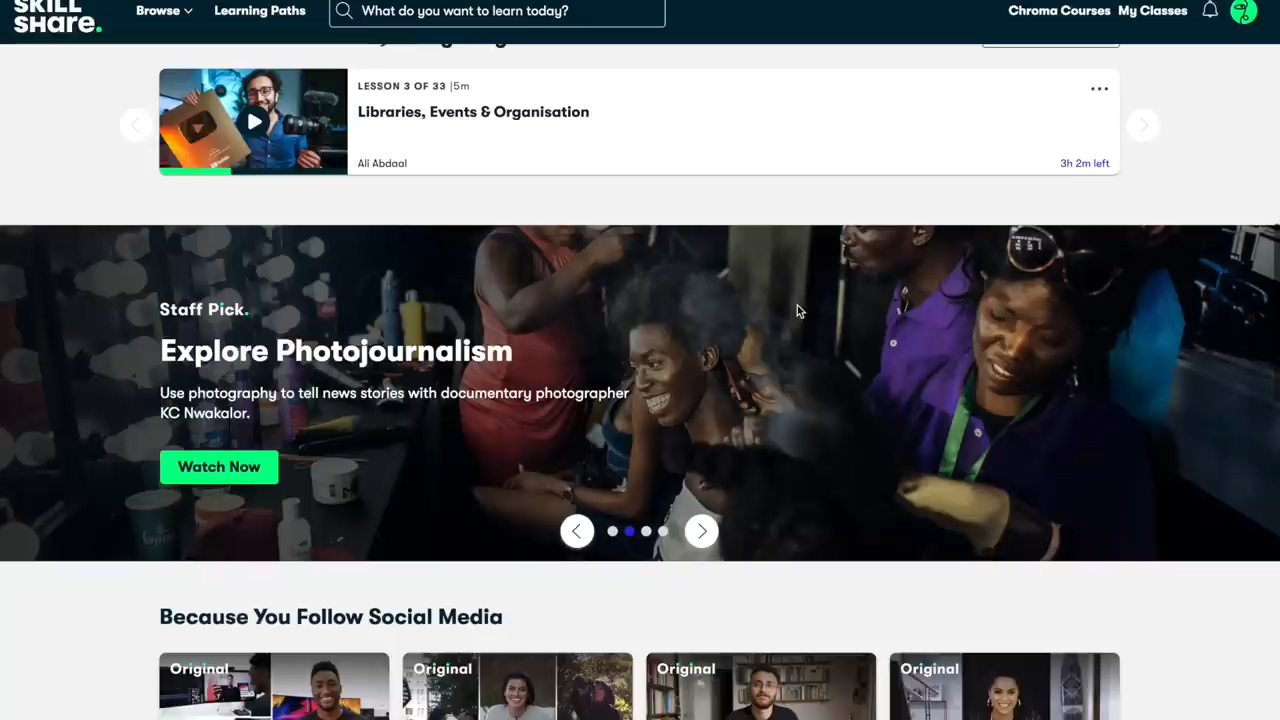 SKILL
SHARE.
Browse
Learning Paths
What do you want to learn today?
Chroma Courses
My Classes
LESSON 3 OF 33 |5m
Libraries, Events & Organisation
Ali Abdaal
3h 2m left
Staff Pick.
Explore Photojournalism
Use photography to tell news stories with documentary photographer
KC Nwakalor.
Watch Now
Because You Follow Social Media
Original
Original
Original
Original